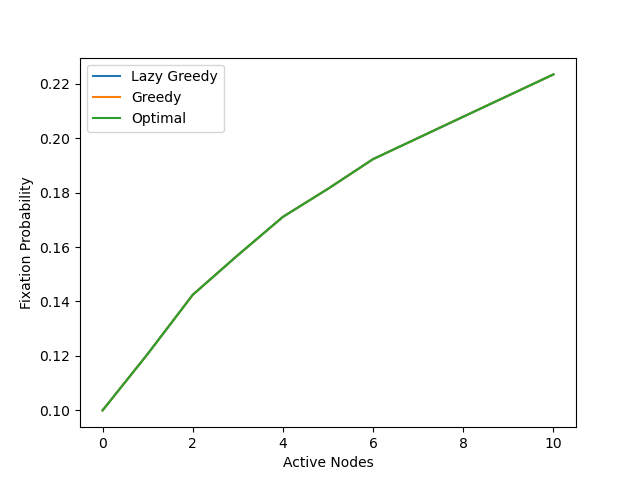 Lazy Greedy
Greedy
Optimal
0.22
0.20
0.18
0.16
0.14
0.12
0.10
Fixation Probability
0 2 4 6 8 10
Active Nodes